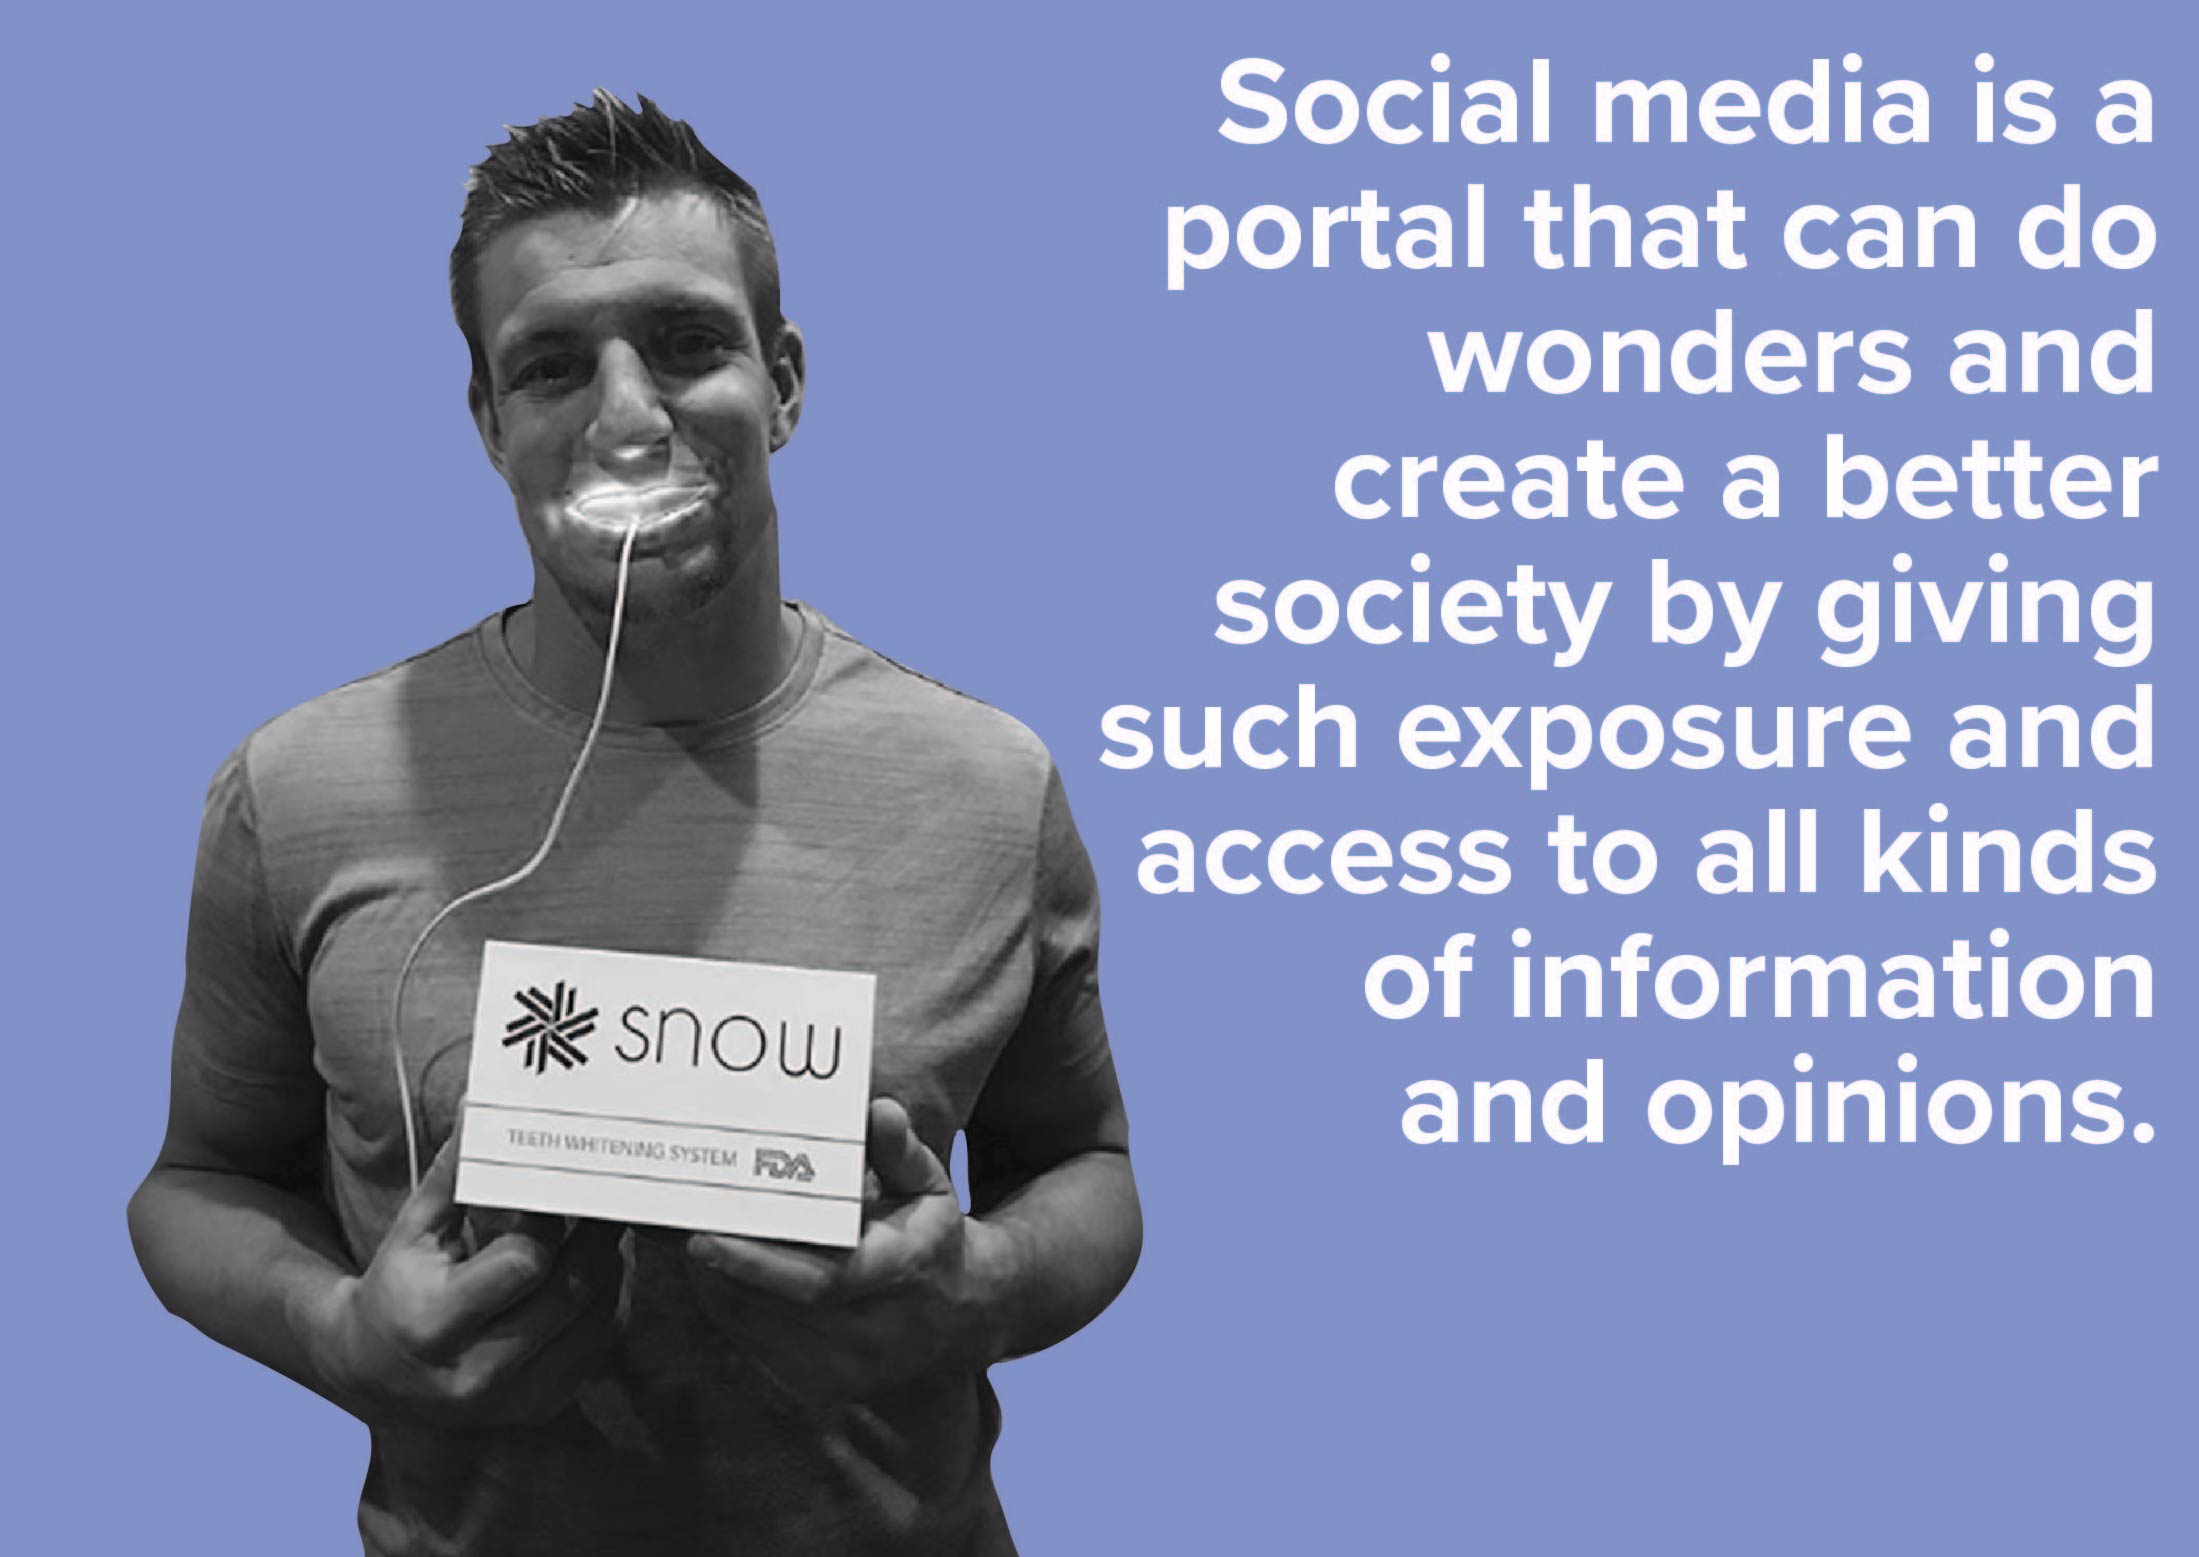 Social media is a
portal that can do
wonders and
create a better
society by giving
such exposure and
access to all kinds
of information
and opinions.
snow
TEETH WHITENING SYSTEM FDA